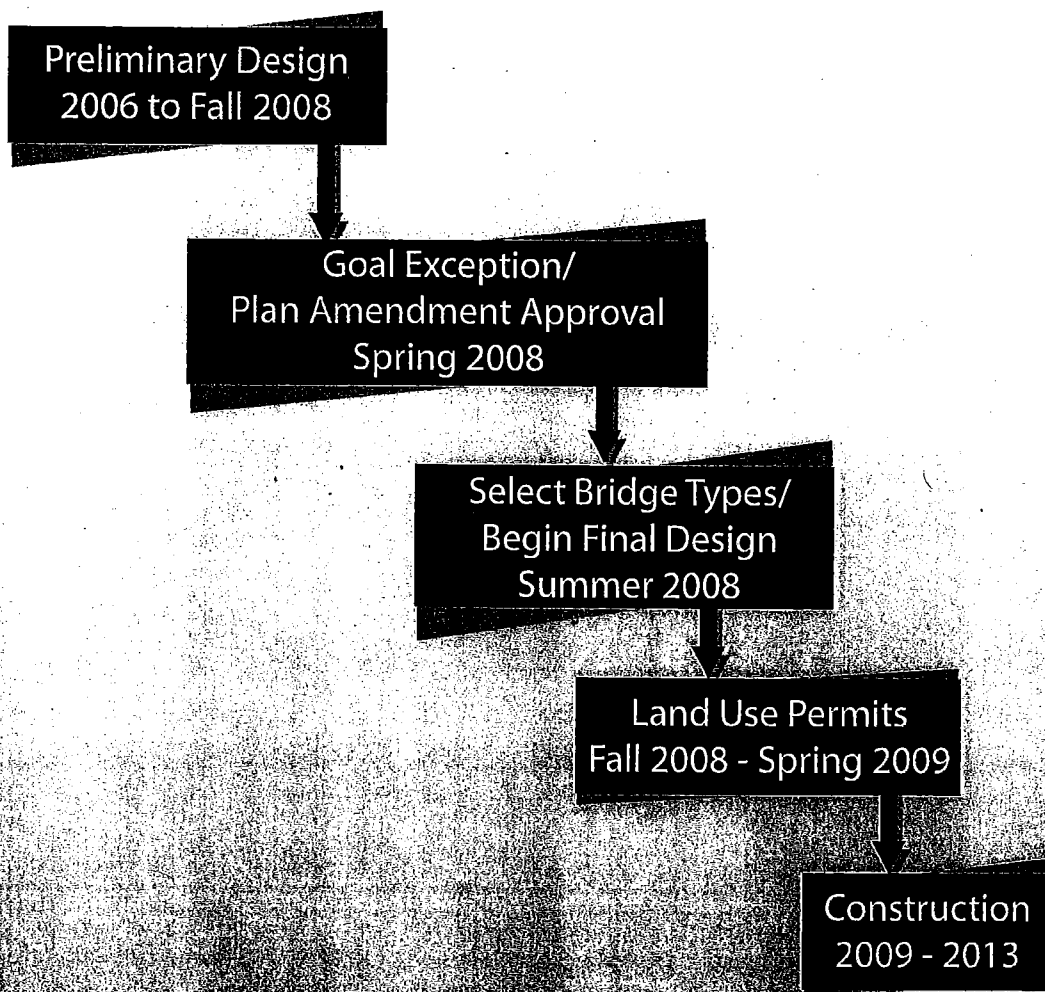 Preliminary Design
2006 to Fall 2008
Goal Exception/
Plan Amendment Approval
Spring 2008
Select Bridge Types/
Begin Final Design
Summer 2008
Land Use Permits
Fall 2008 - Spring 2009
Construction
2009 - 2013